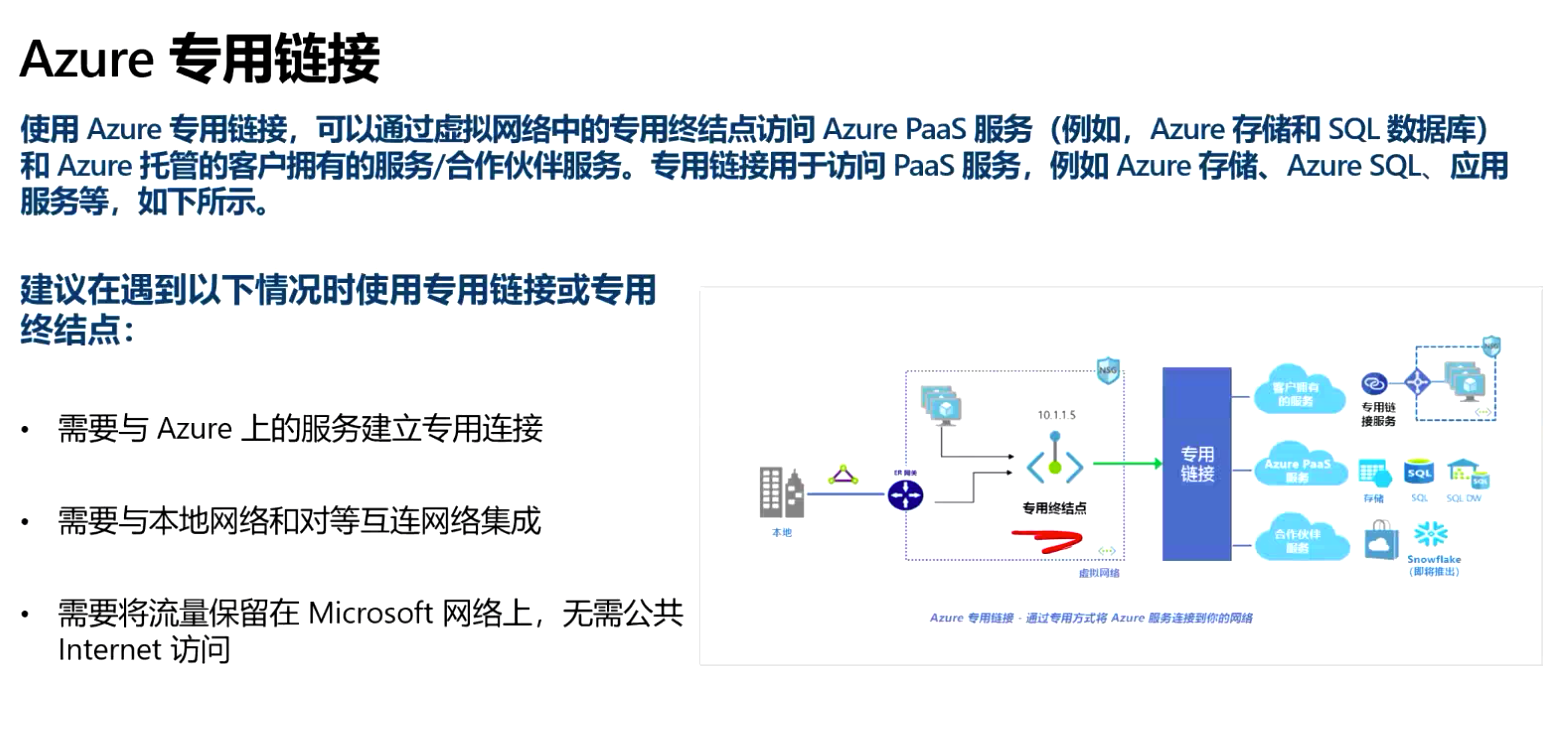 Azure 专用链接
使用 Azure 专用链接，可以通过虚拟网络中的专用终结点访问 Azure PaaS 服务（例如，Azure 存储和 SQL 数据库）
和 Azure 托管的客户拥有的服务/合作伙伴服务。专用链接用于访问 PaaS 服务，例如 Azure 存储、Azure SQL、应用
服务等，如下所示。
建议在遇到以下情况时使用专用链接或专用
终结点：
• 需要与 Azure 上的服务建立专用连接
• 需要与本地网络和对等互连网络集成
• 需要将流量保留在 Microsoft 网络上，无需公共
Internet 访问
NSG
NSG
10.1.1.5
客户拥有
的服务
专用链
接服务
ER 网关
专用
链接
Azure PaaS
服务
SQL
SQL
存储
SQL
SQL DW
专用终结点
本地
合作伙伴
服务
Snowflake
(即将推出)
虚拟网络
Azure 专用链接 - 通过专用方式将 Azure 服务连接到你的网络